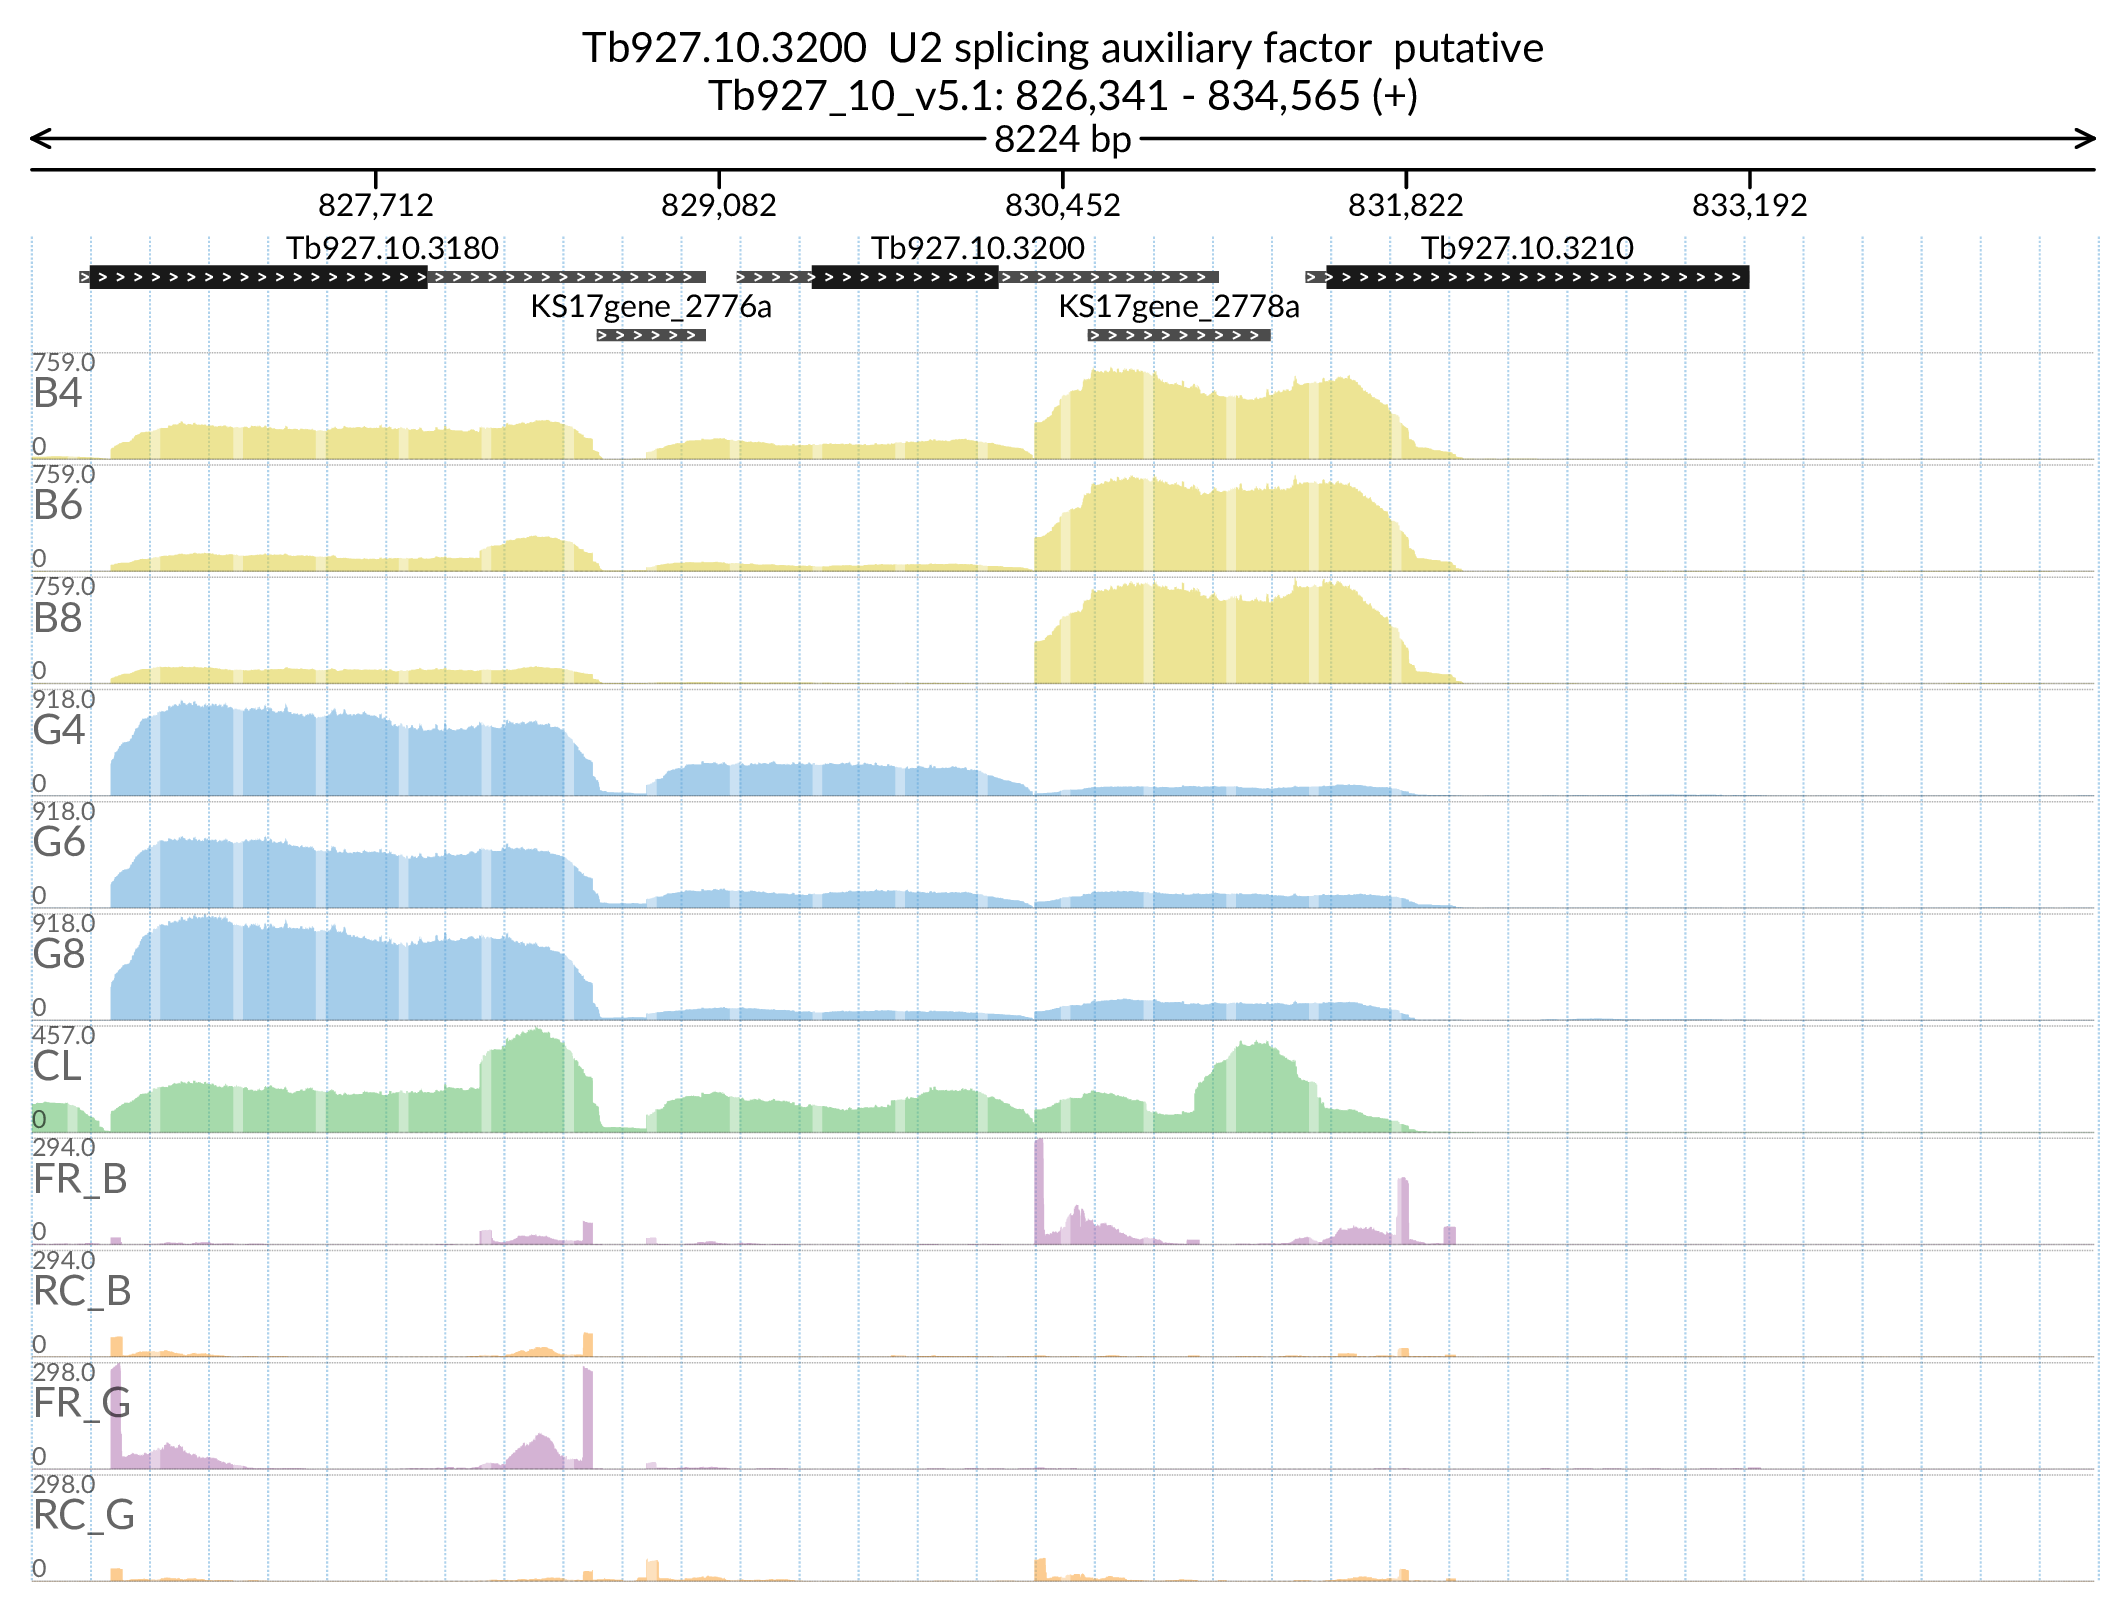 Tb927.10.3200  U2 splicing auxiliary factor  putative
Tb927_10_v5.1: 826,341 - 834,565 (+)
8224 bp
827,712 829,082 830,452 831,822 833,192
Tb927.10.3180 Tb927.10.3200 Tb927.10.3210
KS17gene_2776a KS17gene_2778a
759.0
B4
0
759.0
B6
0
759.0
B8
0
918.0
G4
0
918.0
G6
0
918.0
G8
0
457.0
CL
0
294.0
FR_B
0
294.0
RC_B
0
298.0
FR_G
0
298.0
RC_G
0